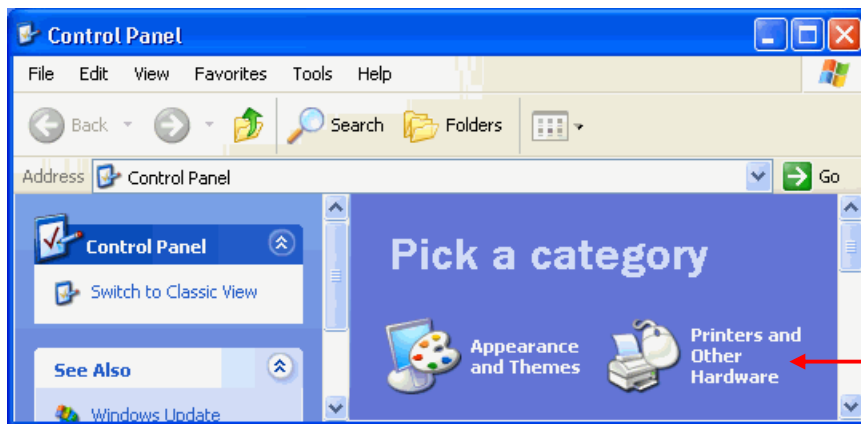 Control Panel
File Edit View Favorites Tools Help
Back Search Folders
Address Control Panel Go
Control Panel
Switch to Classic View
See Also
Windows Update
Pick a category
Appearance
and Themes
Printers and
Other
Hardware